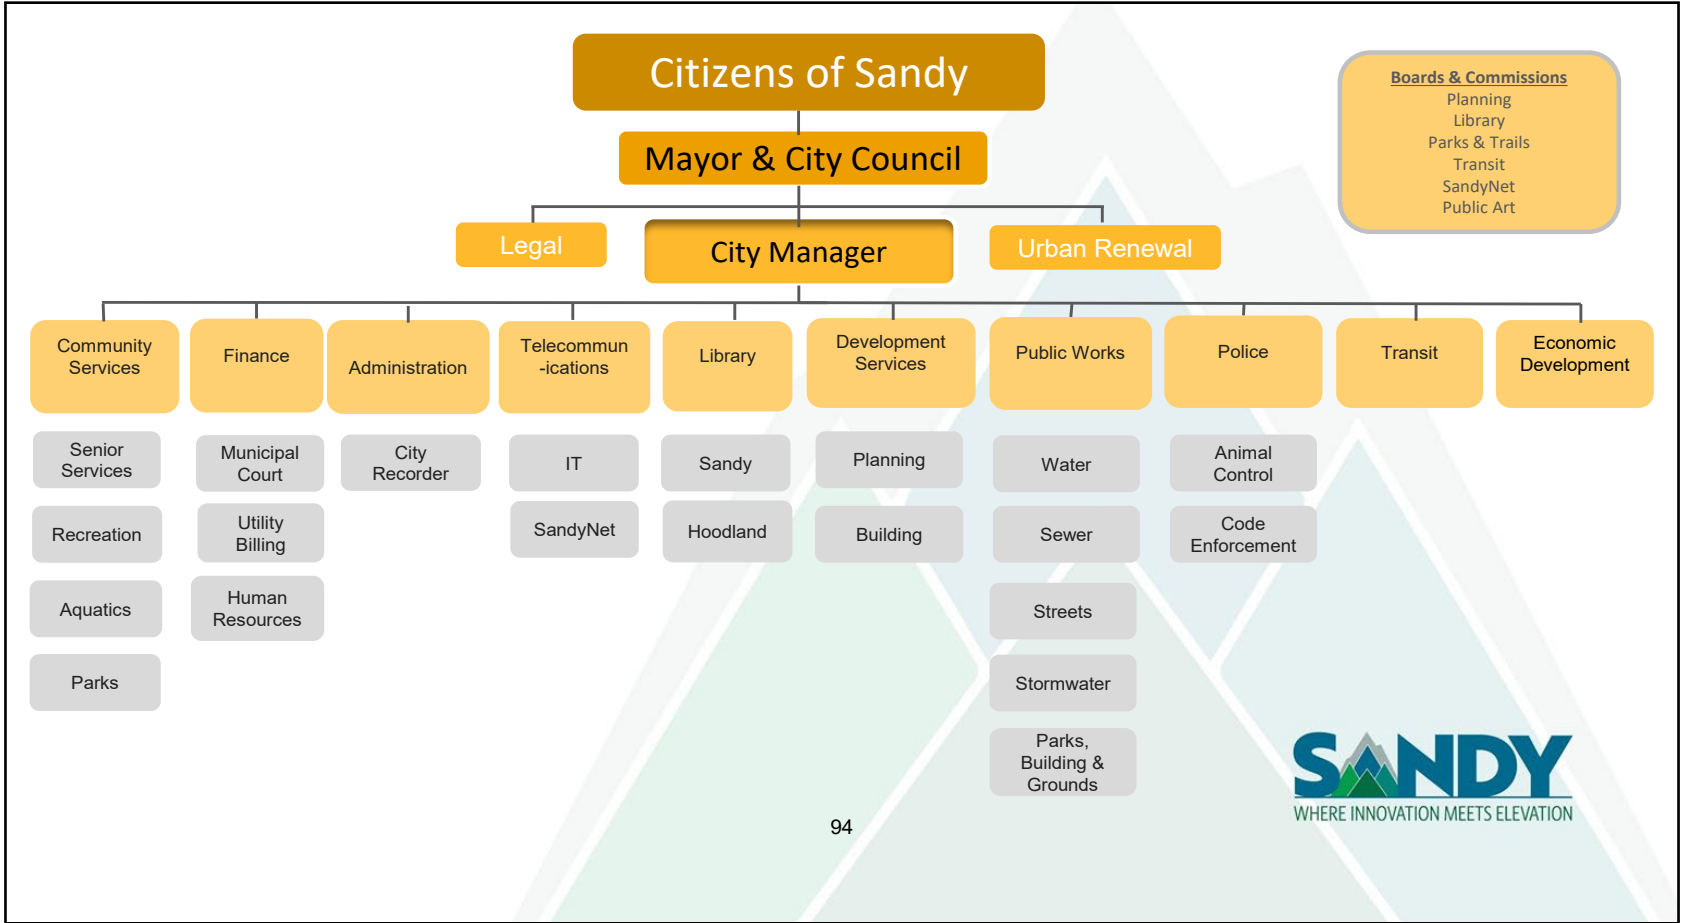 Citizens of Sandy
Boards & Commissions
Planning
Library
Parks & Trails
Transit
SandyNet
Public Art
Mayor & City Council
Legal
City Manager
Urban Renewal
Community
Services
Finance
Administration
Telecommun
-ications
Library
Development
Services
Public Works
Police
Transit
Economic
Development
Senior
Services
Recreation
Aquatics
Parks
Municipal
Court
Utility
Billing
Human
Resources
City
Recorder
IT
SandyNet
Sandy
Hoodland
Planning
Building
Water
Sewer
Streets
Stormwater
Parks,
Building &
Grounds
Animal
Control
Code
Enforcement
SANDY
WHERE INNOVATION MEETS ELEVATION
94